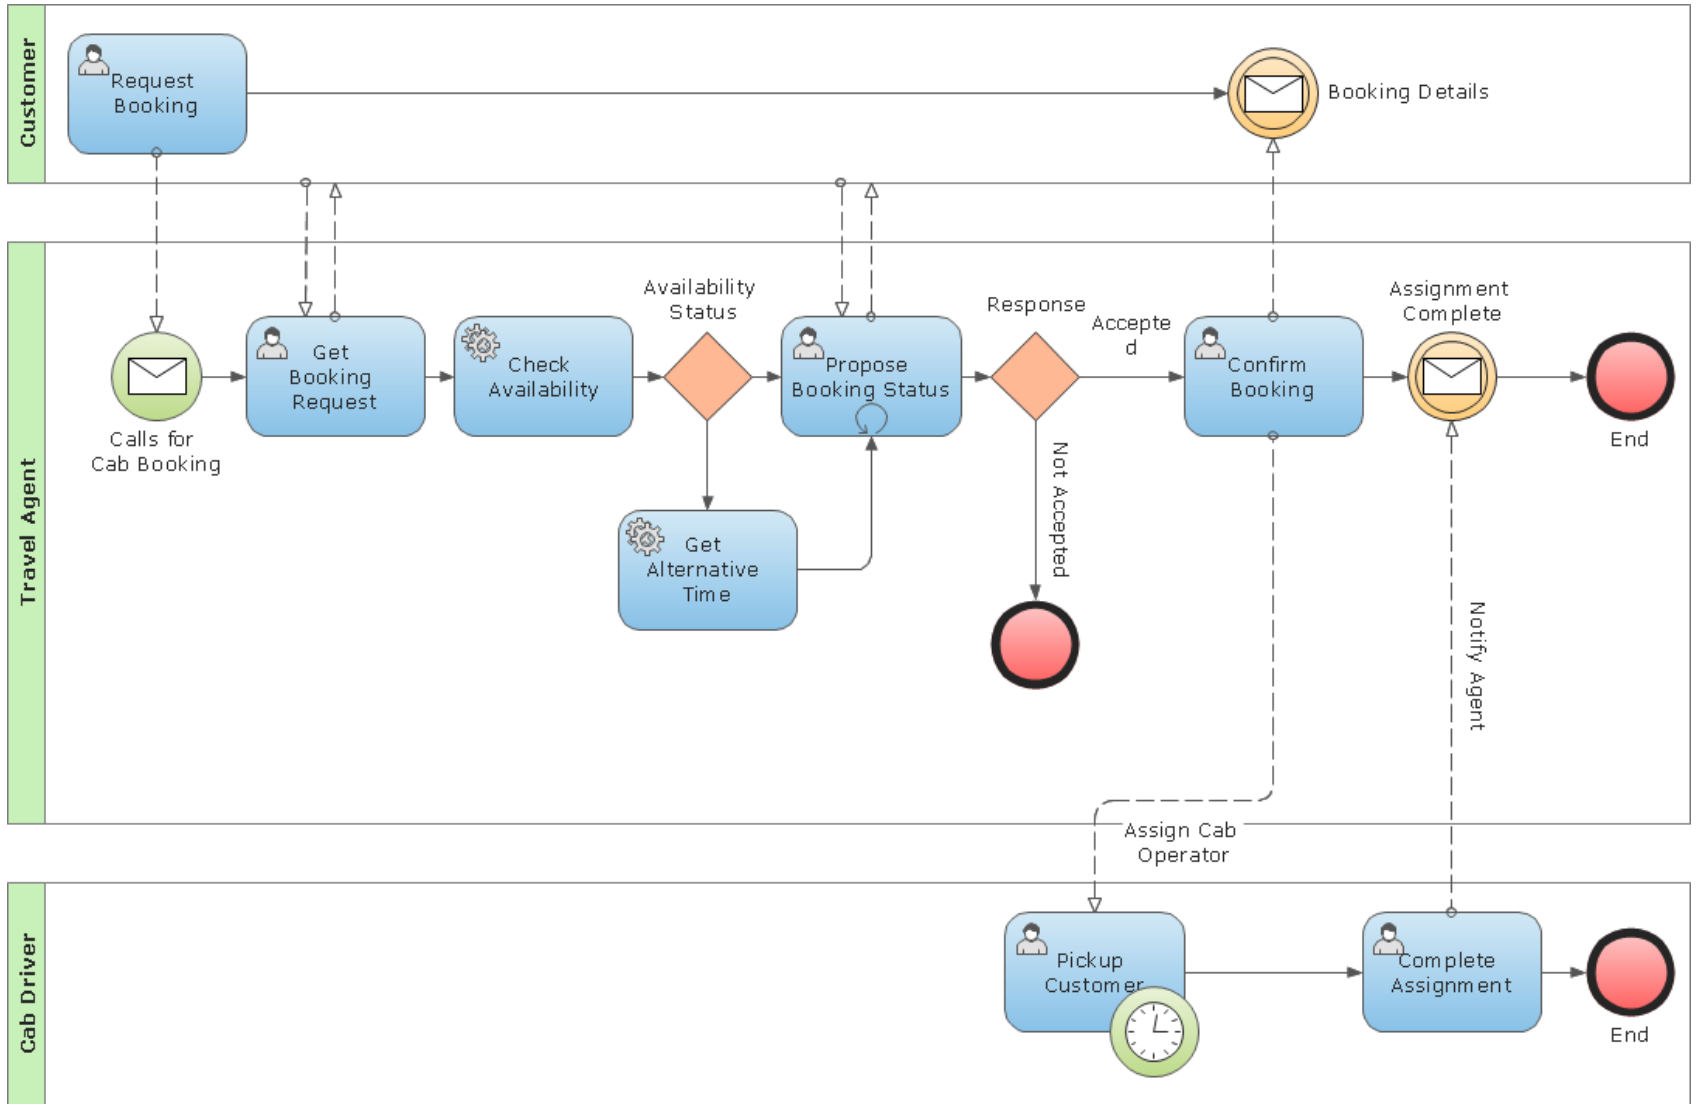 Customer
Request
Booking
Booking Details
Travel Agent
Calls for
Cab Booking
Get
Booking
Request
Check
Availability
Availability
Status
Get
Alternative
Time
Propose
Booking Status
Response
Accepte
d
Not Accepted
Confirm
Booking
Assignment
Complete
End
Notify Agent
Assign Cab
Operator
Cab Driver
Pickup
Customer
Complete
Assignment
End